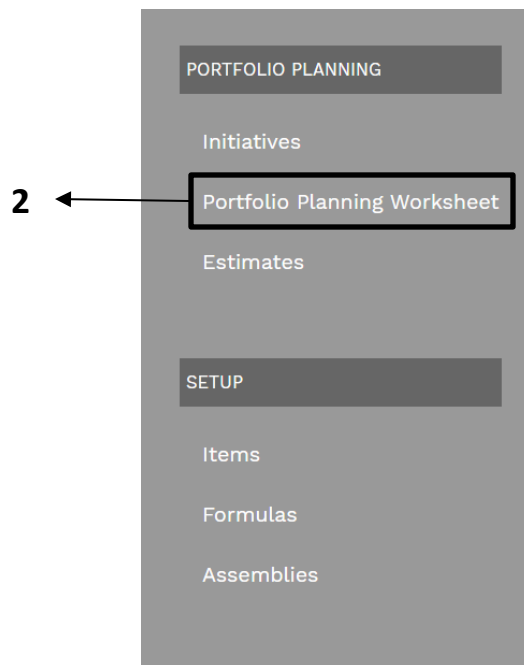 PORTFOLIO PLANNING
Initiatives
2
Portfolio Planning Worksheet
Estimates
SETUP
Items
Formulas
Assemblies